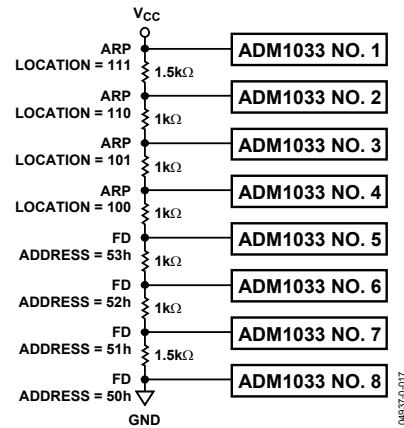 VCC
ARP
LOCATION = 111
ADM1033 NO. 1
1.5kΩ
ARP
LOCATION = 110
ADM1033 NO. 2
1kΩ
ARP
LOCATION = 101
ADM1033 NO. 3
1kΩ
ARP
LOCATION = 100
ADM1033 NO. 4
1kΩ
FD
ADDRESS = 53h
ADM1033 NO. 5
1kΩ
FD
ADDRESS = 52h
ADM1033 NO. 6
1kΩ
FD
ADDRESS = 51h
ADM1033 NO. 7
1.5kΩ
FD
ADDRESS = 50h
ADM1033 NO. 8
GND
04937-0-017